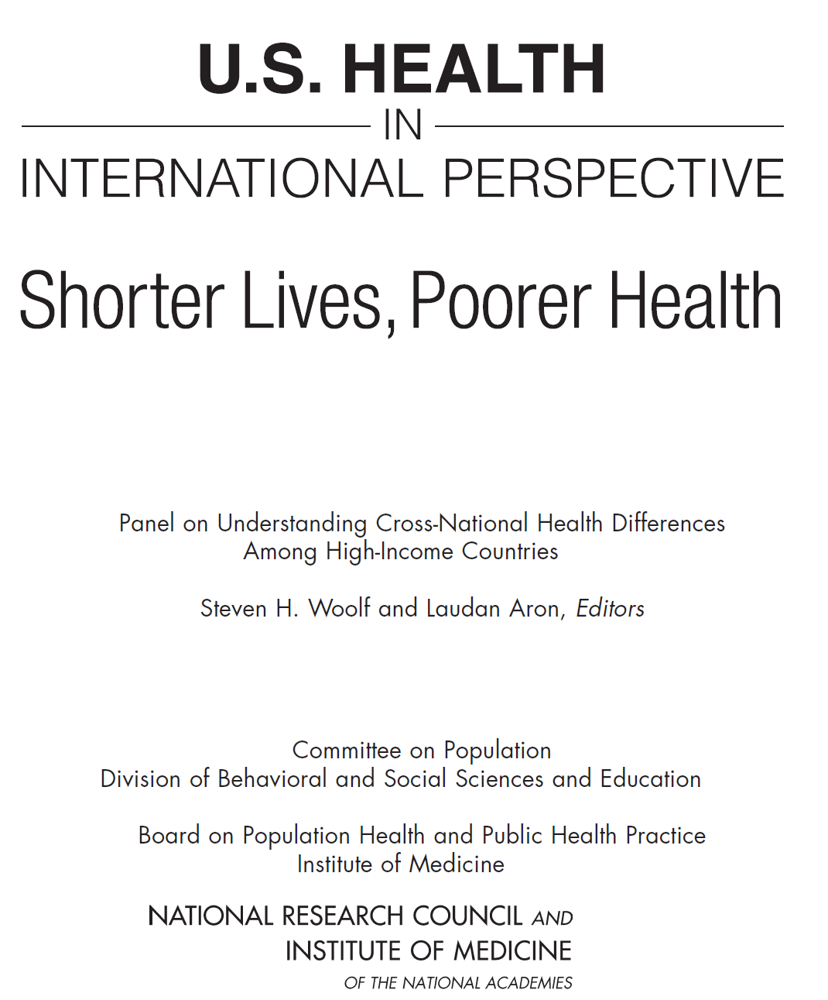 U.S. HEALTH
IN
INTERNATIONAL PERSPECTIVE
Shorter Lives, Poorer Health
Panel on Understanding Cross-National Health Differences
Among High-Income Countries
Steven H. Woolf and Laudan Aron, Editors
Committee on Population
Division of Behavioral and Social Sciences and Education
Board on Population Health and Public Health Practice
Institute of Medicine
NATIONAL RESEARCH COUNCIL AND
INSTITUTE OF MEDICINE
OF THE NATIONAL ACADEMIES